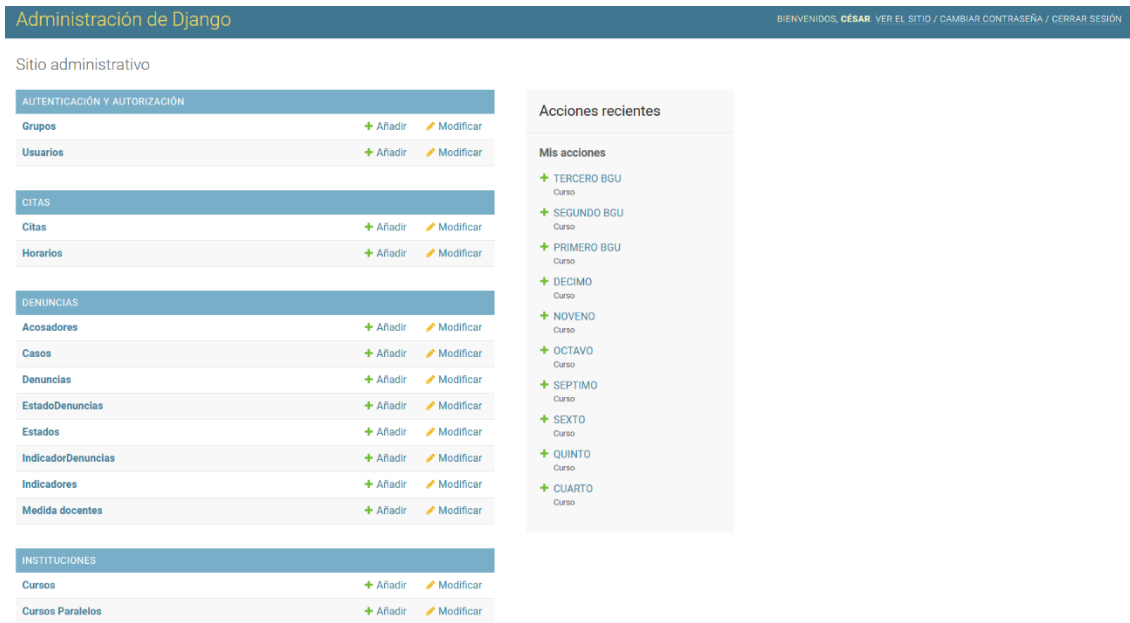 Administración de Django
BIENVENIDOS, CÉSAR. VER EL SITIO / CAMBIAR CONTRASEÑA / CERRAR SESIÓN
Sitio administrativo
AUTENTICACIÓN Y AUTORIZACIÓN
Grupos Añadir Modificar
Usuarios Añadir Modificar
CITAS
Citas Añadir Modificar
Horarios Añadir Modificar
DENUNCIAS
Acosadores Añadir Modificar
Casos Añadir Modificar
Denuncias Añadir Modificar
EstadoDenuncias Añadir Modificar
Estados Añadir Modificar
IndicadorDenuncias Añadir Modificar
Indicadores Añadir Modificar
Medida docentes Añadir Modificar
INSTITUCIONES
Cursos Añadir Modificar
Cursos Paralelos Añadir Modificar
Acciones recientes
Mis acciones
TERCERO BGU
Curso
SEGUNDO BGU
Curso
PRIMERO BGU
Curso
DECIMO
Curso
NOVENO
Curso
OCTAVO
Curso
SEPTIMO
Curso
SEXTO
Curso
QUINTO
Curso
CUARTO
Curso